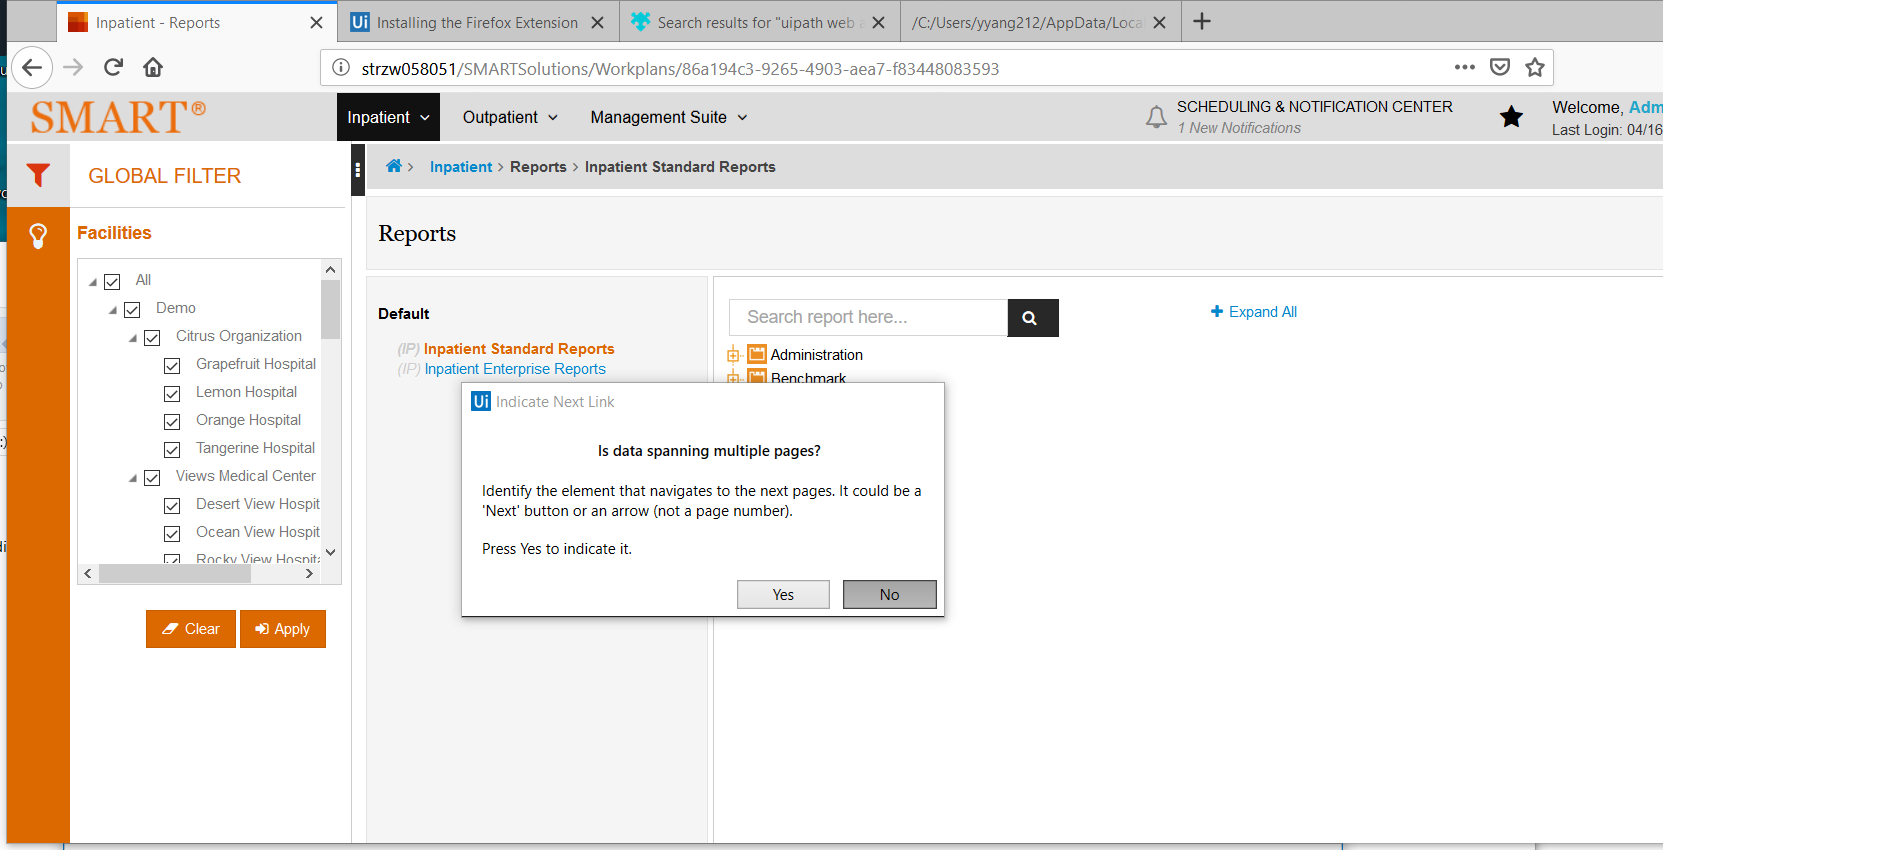 Inpatient - Reports
Installing the Firefox Extension
Search results for "uipath web a
/C:/Users/yyang212/AppData/Loca
strzw058051/SMARTSolutions/Workplans/86a194c3-9265-4903-aea7-f83448083593
SMART®
Inpatient
Outpatient
Management Suite
SCHEDULING & NOTIFICATION CENTER
1 New Notifications
Welcome, Adm
Last Login: 04/16
GLOBAL FILTER
Inpatient > Reports > Inpatient Standard Reports
Facilities
All
Demo
Citrus Organization
Grapefruit Hospital
Lemon Hospital
Orange Hospital
Tangerine Hospital
Views Medical Center
Desert View Hospit
Ocean View Hospit
Rocky View Hospita
Clear
Apply
Reports
Default
(IP) Inpatient Standard Reports
(IP) Inpatient Enterprise Reports
Search report here...
Expand All
Administration
Benchmark
Ui Indicate Next Link
Is data spanning multiple pages?
Identify the element that navigates to the next pages. It could be a
'Next' button or an arrow (not a page number).
Press Yes to indicate it.
Yes
No